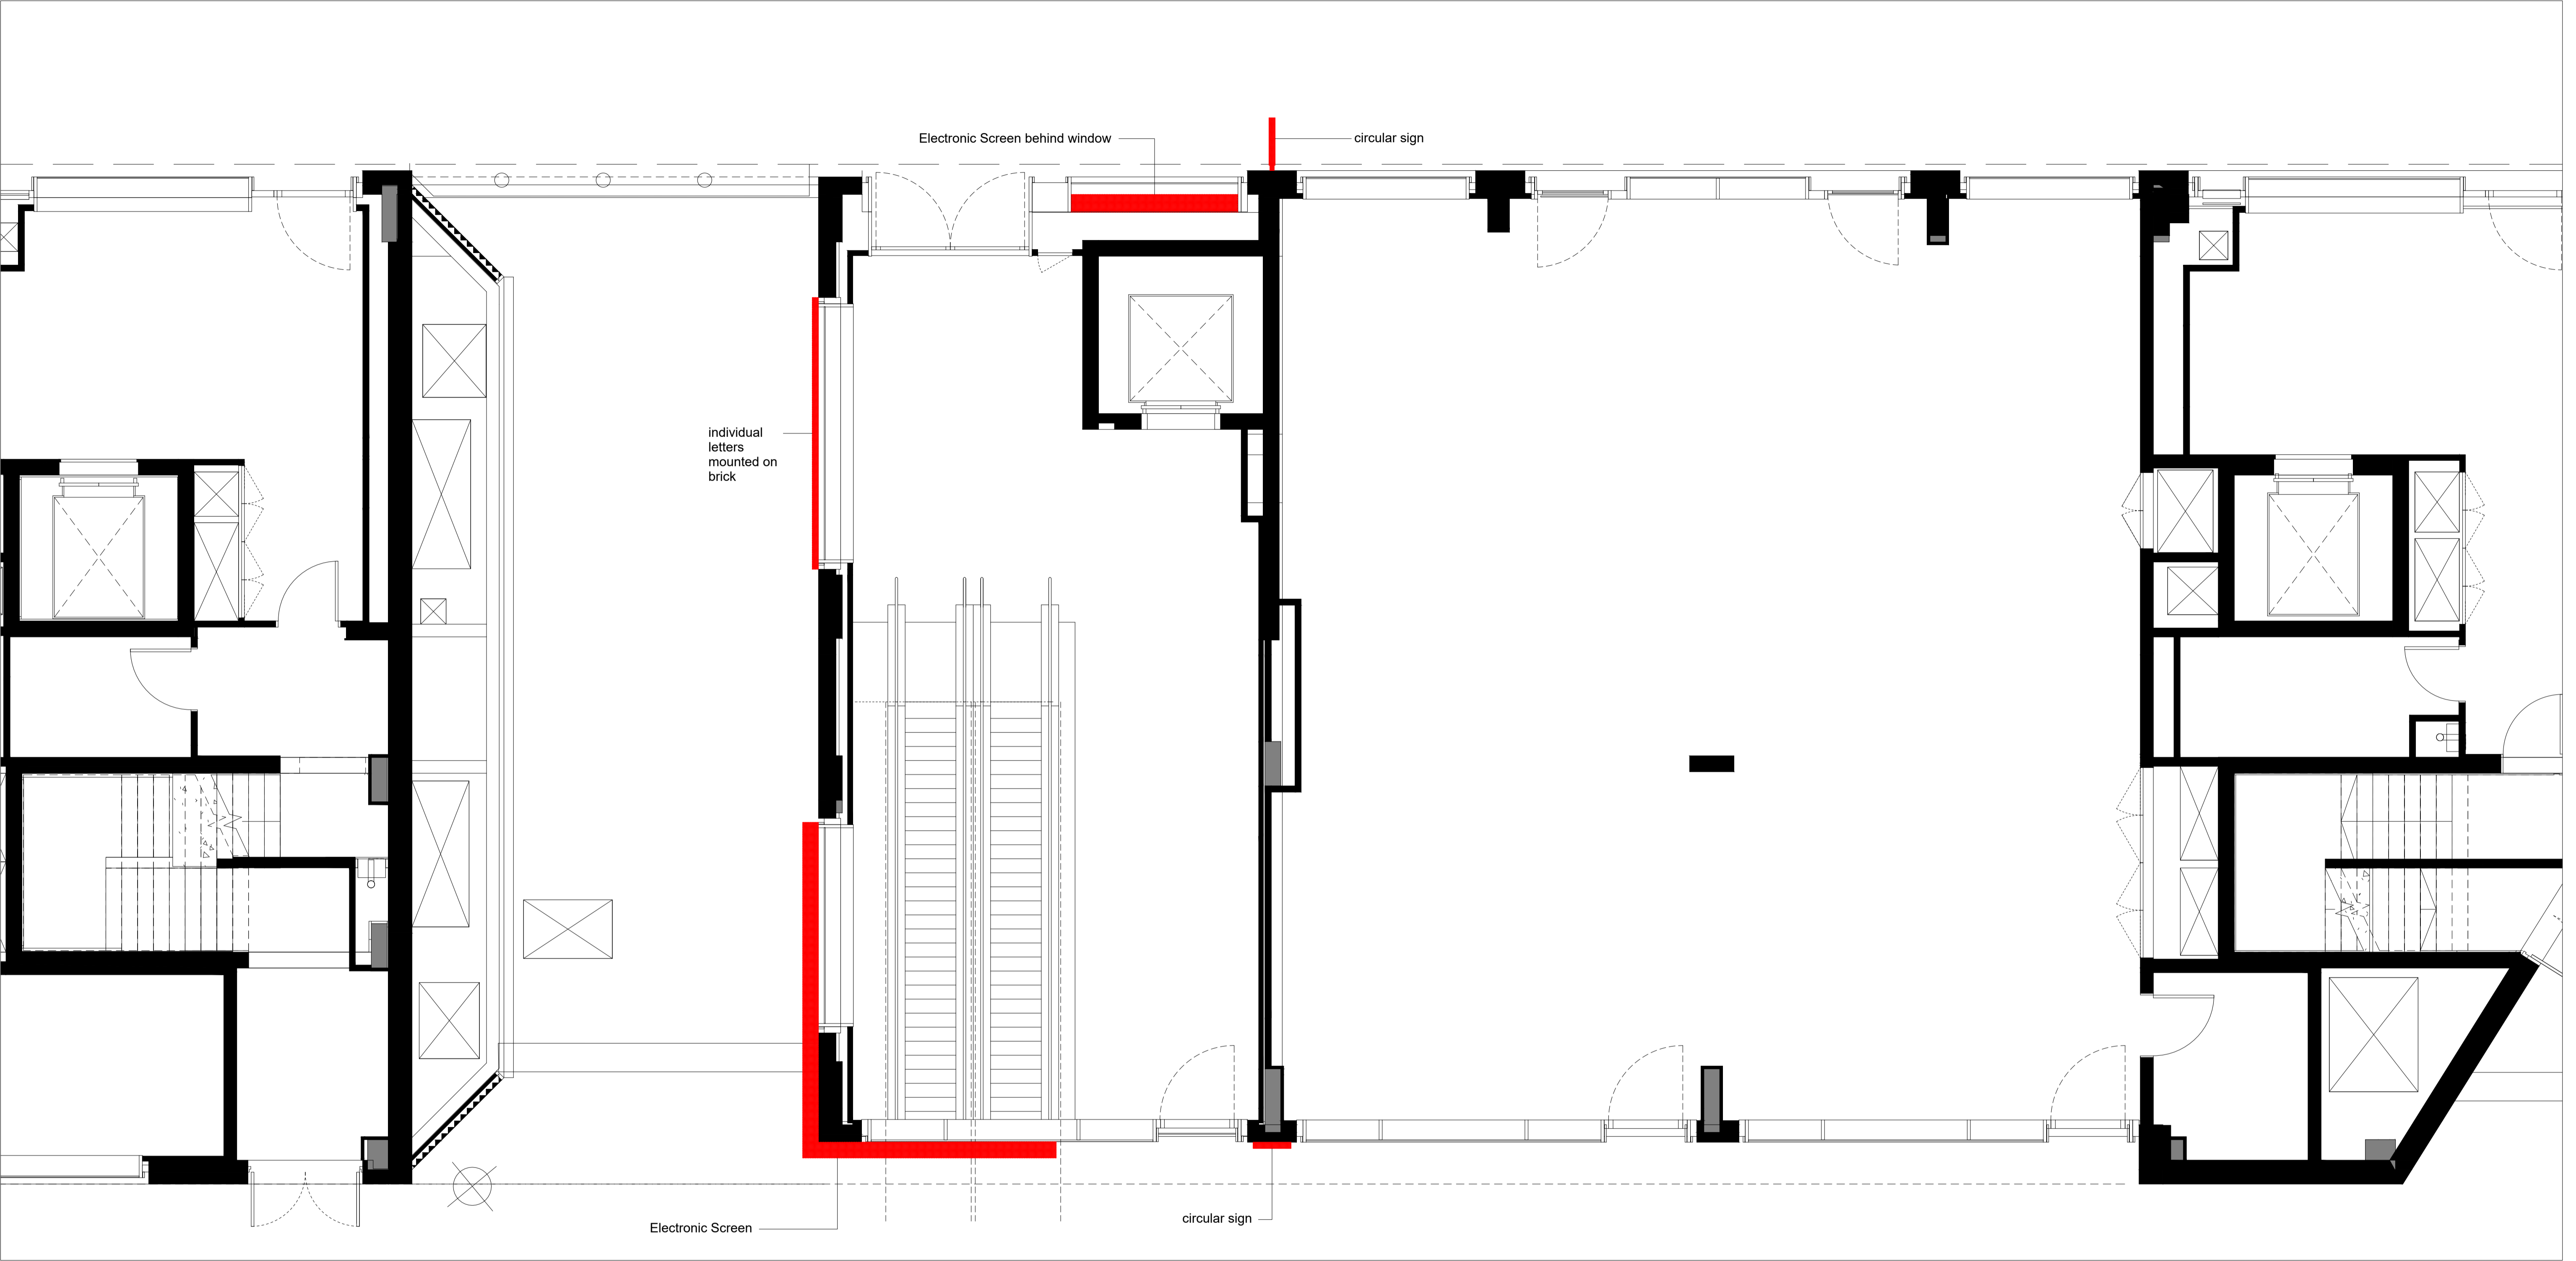 Electronic Screen behind window
circular sign
individual
letters
mounted on
brick
Electronic Screen
circular sign